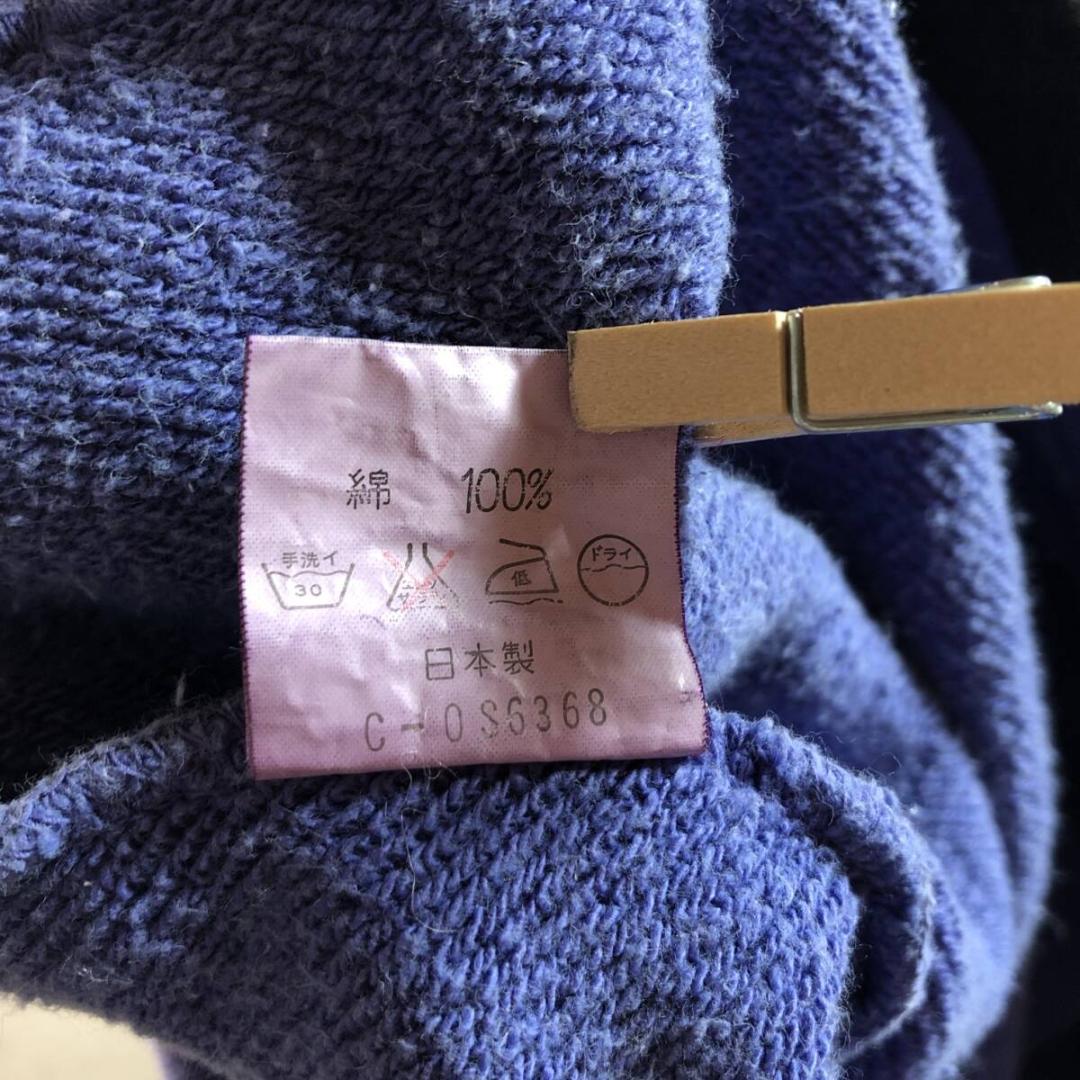 綿 100%
手洗イ 30 低 ドライ
日本製
C-0S6368